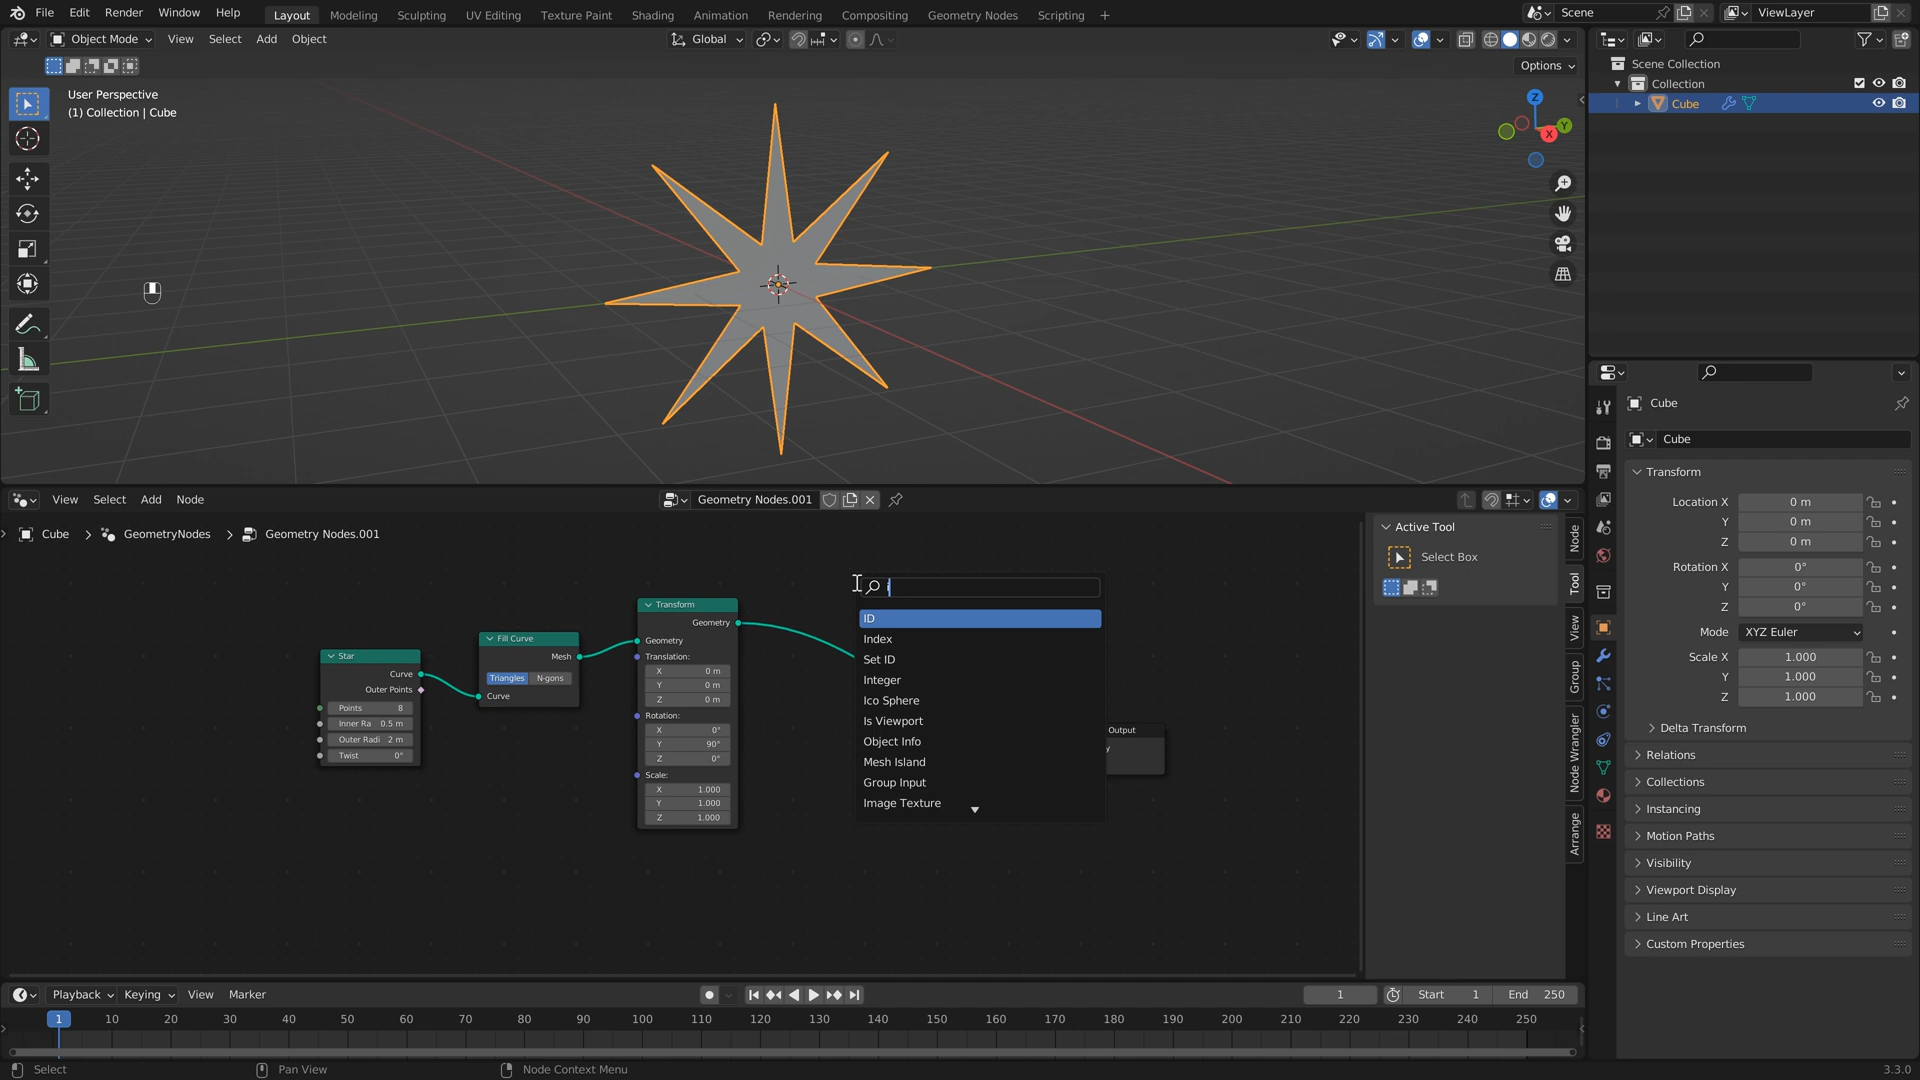 File Edit Render Window Help Layout Modeling Sculpting UV Editing Texture Paint Shading Animation Rendering Compositing Geometry Nodes Scripting + Scene ViewLayer
Object Mode View Select Add Object Global
Options
User Perspective
(1) Collection | Cube
Z
Y
X
Scene Collection
Collection
Cube
View Select Add Node Geometry Nodes.001
Cube GeometryNodes Geometry Nodes.001
Star
Curve
Outer Points
Points 8
Inner Ra 0.5 m
Outer Radi 2 m
Twist 0°
Fill Curve
Mesh
Triangles N-gons
Curve
Transform
Geometry
Geometry
Translation:
X 0 m
Y 0 m
Z 0 m
Rotation:
X 0°
Y 90°
Z 0°
Scale:
X 1.000
Y 1.000
Z 1.000
i
ID
Index
Set ID
Integer
Ico Sphere
Is Viewport
Object Info
Mesh Island
Group Input
Image Texture
Output
y
Active Tool
Select Box
Node
Tool
View
Group
Node Wrangler
Arrange
Cube
Cube
Transform
Location X 0 m
Y 0 m
Z 0 m
Rotation X 0°
Y 0°
Z 0°
Mode XYZ Euler
Scale X 1.000
Y 1.000
Z 1.000
Delta Transform
Relations
Collections
Instancing
Motion Paths
Visibility
Viewport Display
Line Art
Custom Properties
Playback Keying View Marker 1 Start 1 End 250
1 10 20 30 40 50 60 70 80 90 100 110 120 130 140 150 160 170 180 190 200 210 220 230 240 250
Select Pan View Node Context Menu 3.3.0